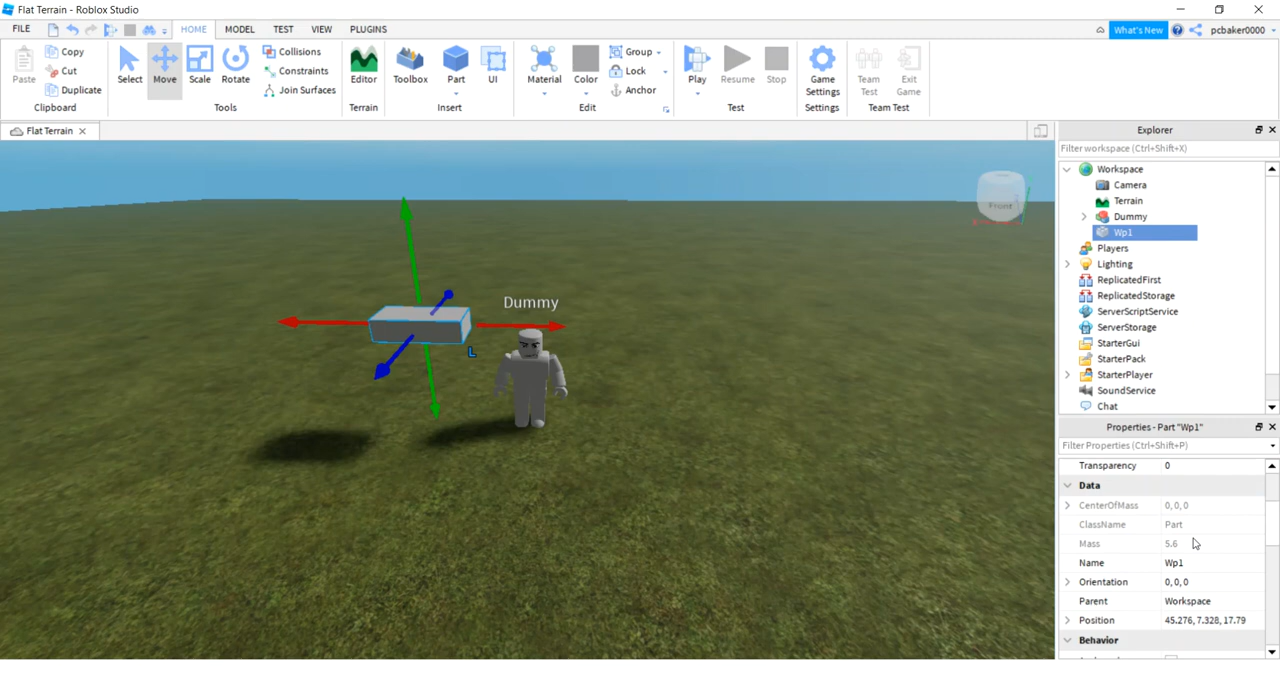 Flat Terrain - Roblox Studio
FILE HOME MODEL TEST VIEW PLUGINS What's New pcbaker0000
Paste Copy Cut Duplicate Select Move Scale Rotate Collisions Constraints Join Surfaces Editor Toolbox Part UI Material Color Group Lock Anchor Play Resume Stop Game Settings Team Test Exit Game
Clipboard Tools Terrain Insert Edit Test Settings Team Test
Flat Terrain
Explorer
Filter workspace (Ctrl+Shift+X)
Workspace
Camera
Terrain
Dummy
Wp1
Players
Lighting
ReplicatedFirst
ReplicatedStorage
ServerScriptService
ServerStorage
StarterGui
StarterPack
StarterPlayer
SoundService
Chat
Front
Dummy
L
Properties - Part "Wp1"
Filter Properties (Ctrl+Shift+P)
Transparency 0
Data
CenterOfMass 0, 0, 0
ClassName Part
Mass 5.6
Name Wp1
Orientation 0, 0, 0
Parent Workspace
Position 45.276, 7.328, 17.79
Behavior